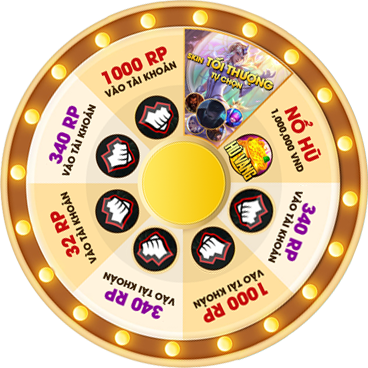 SKIN TỐI THƯỢNG
TỰ CHỌN
NỔ HŨ
1.000.000 VND
HŨ VÀNG
340 RP
VÀO TÀI KHOẢN
1000 RP
VÀO TÀI KHOẢN
340 RP
VÀO TÀI KHOẢN
32 RP
VÀO TÀI KHOẢN
340 RP
VÀO TÀI KHOẢN
1000 RP
VÀO TÀI KHOẢN